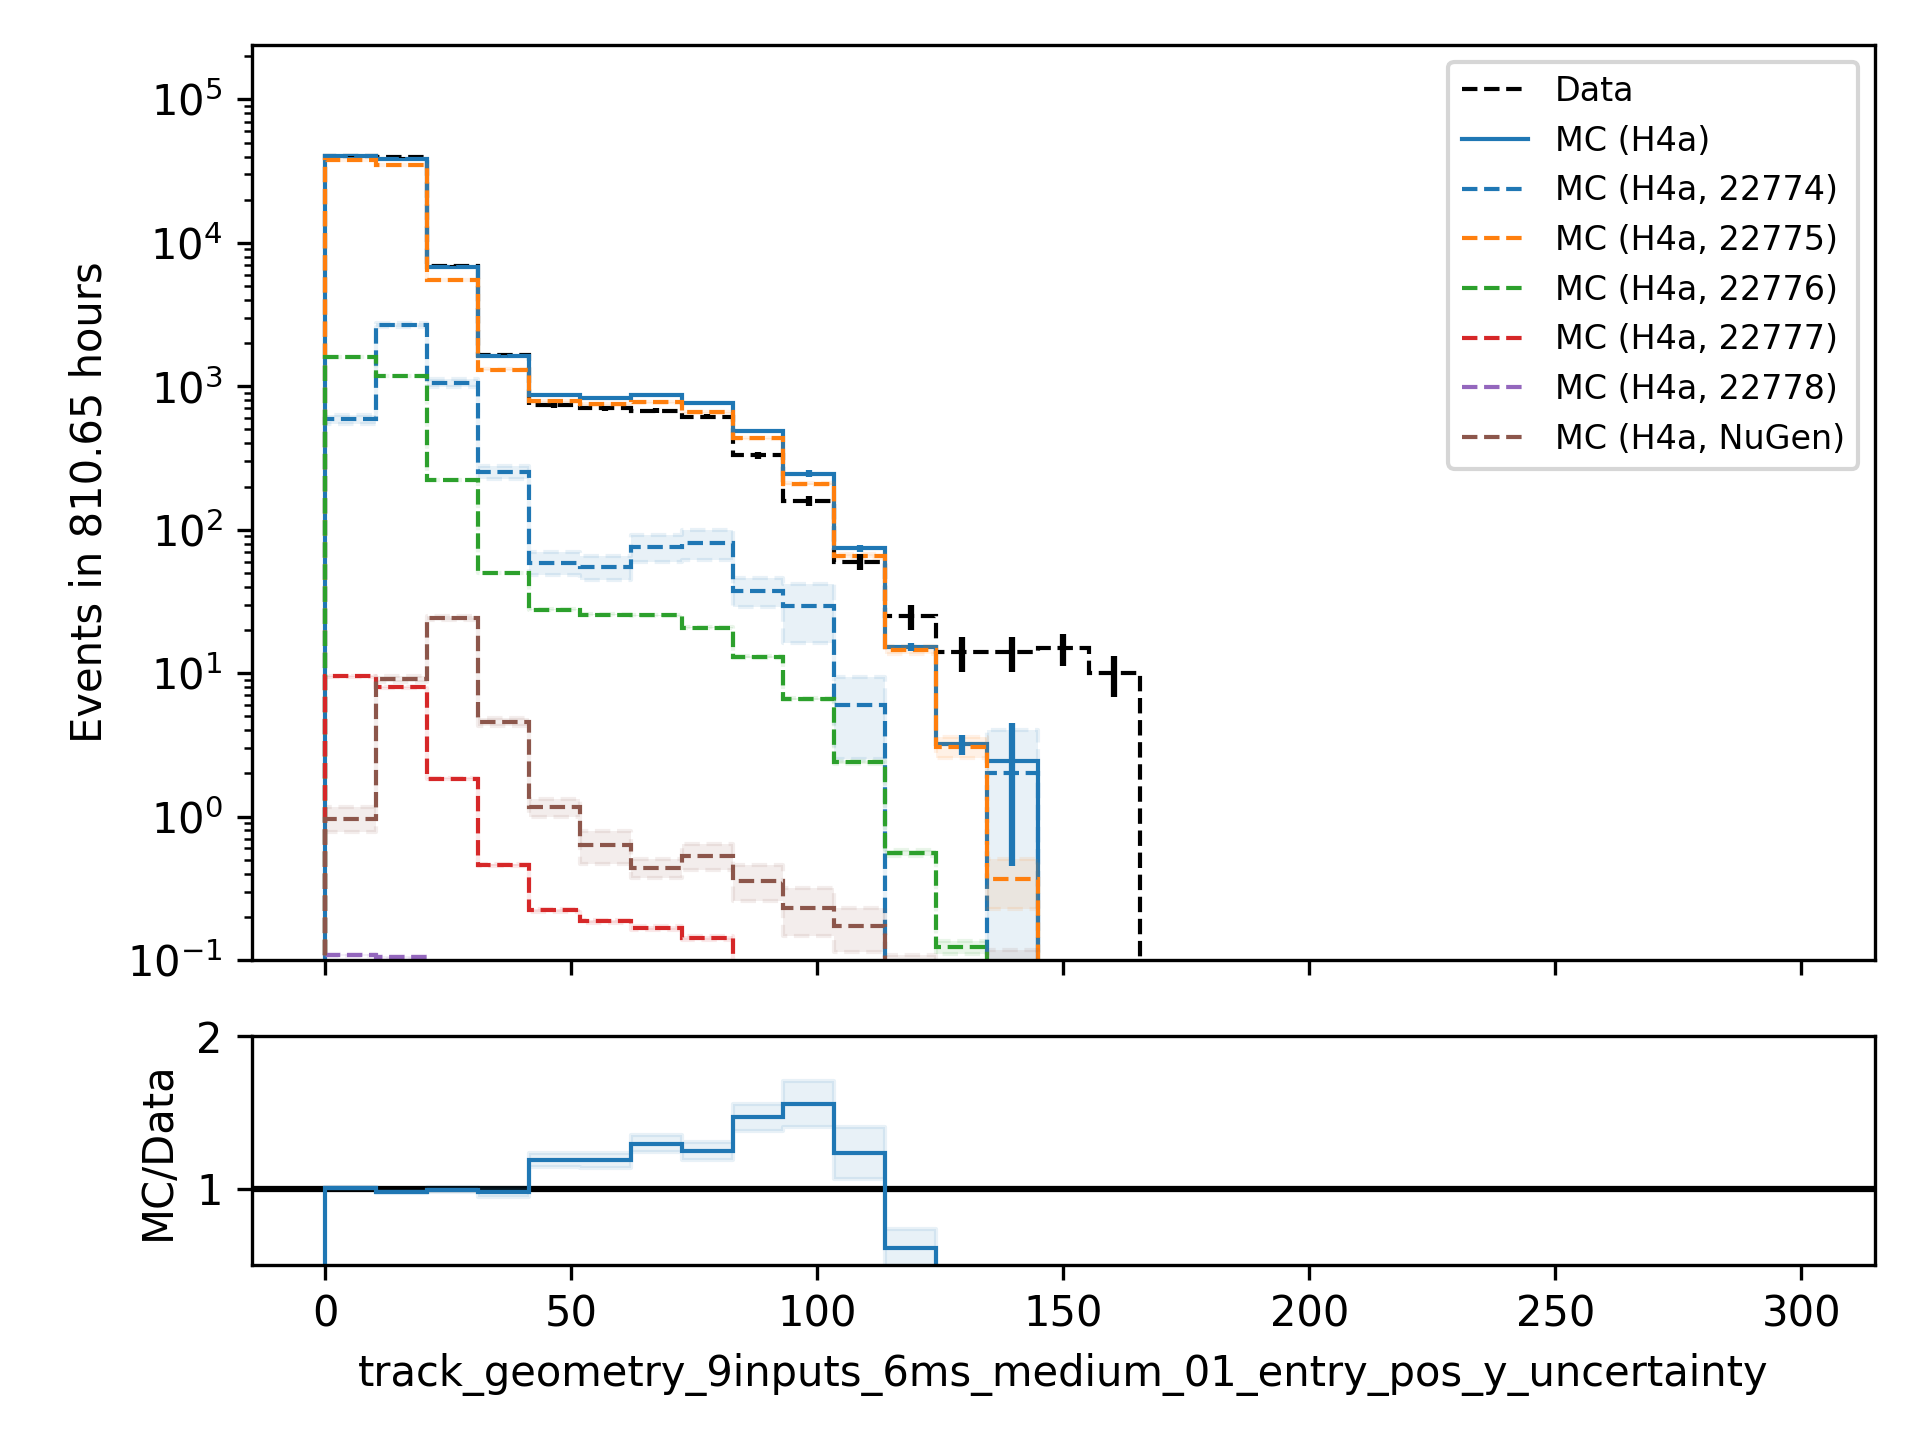 10^5
10^4
10^3
10^2
10^1
10^0
10^−1
Events in 810.65 hours
Data
MC (H4a)
MC (H4a, 22774)
MC (H4a, 22775)
MC (H4a, 22776)
MC (H4a, 22777)
MC (H4a, 22778)
MC (H4a, NuGen)
2
1
MC/Data
0 50 100 150 200 250 300
track_geometry_9inputs_6ms_medium_01_entry_pos_y_uncertainty